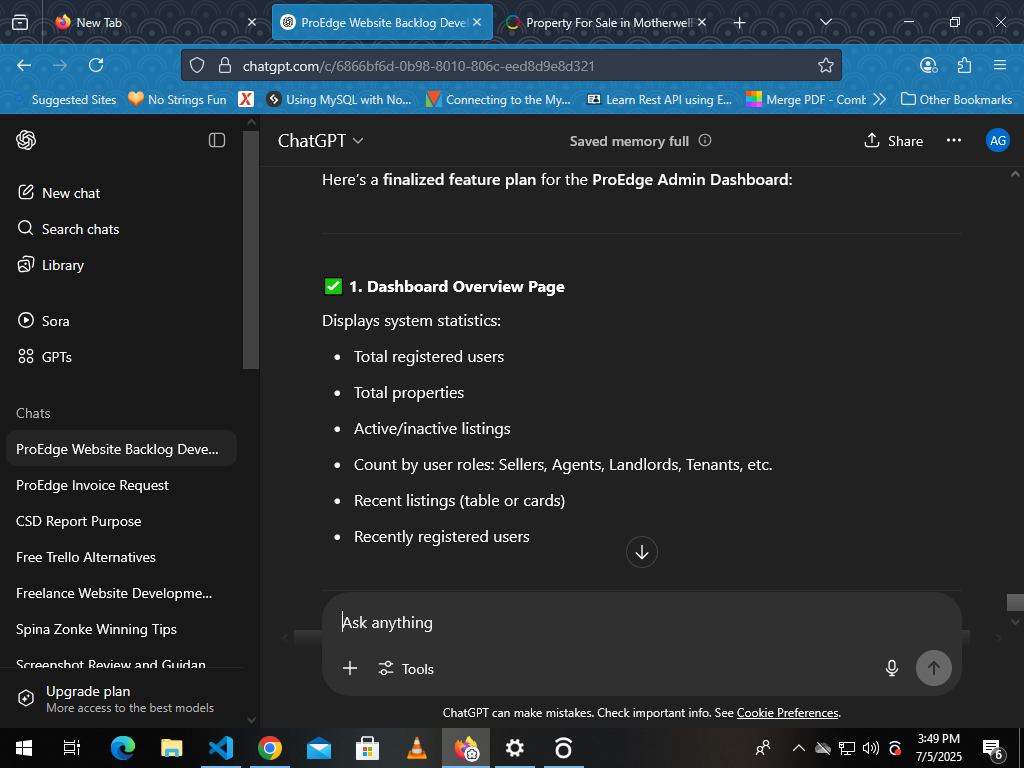 New Tab
ProEdge Website Backlog Devel
Property For Sale in Motherwell
chatgpt.com/c/6866bf6d-0b98-8010-806c-eed8d9e8d321
Suggested Sites
No Strings Fun
Using MySQL with No...
Connecting to the My...
Learn Rest API using E...
Merge PDF - Comb
Other Bookmarks
ChatGPT
Saved memory full
Share
AG
New chat
Search chats
Library
Sora
GPTs
Chats
ProEdge Website Backlog Deve...
ProEdge Invoice Request
CSD Report Purpose
Free Trello Alternatives
Freelance Website Developme...
Spina Zonke Winning Tips
Screenshot Review and Guidan
Upgrade plan
More access to the best models
Here's a finalized feature plan for the ProEdge Admin Dashboard:
✅ 1. Dashboard Overview Page
Displays system statistics:
• Total registered users
• Total properties
• Active/inactive listings
• Count by user roles: Sellers, Agents, Landlords, Tenants, etc.
• Recent listings (table or cards)
• Recently registered users
Ask anything
Tools
ChatGPT can make mistakes. Check important info. See Cookie Preferences.
3:49 PM
7/5/2025
6